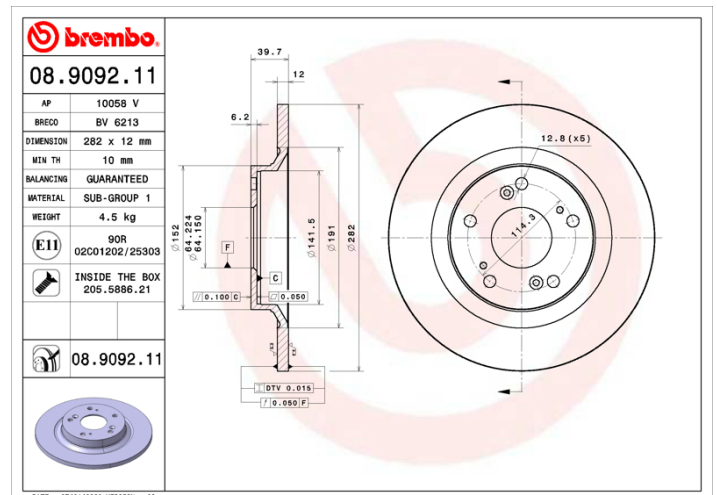 brembo.
08.9092.11
AP 10058 V
BRECO BV 6213
DIMENSION 282 x 12 mm
MIN TH 10 mm
BALANCING GUARANTEED
MATERIAL SUB-GROUP 1
WEIGHT 4.5 kg
E11 90R
02C01202/25303
INSIDE THE BOX
205.5886.21
08.9092.11
39.7
12
6.2
Ø152
Ø64.224
Ø64.150
F
C
Ø141.5
Ø191
Ø282
// 0.100 C
0.050
DTV 0.015
0.050 F
12.8 (x5)
114.3